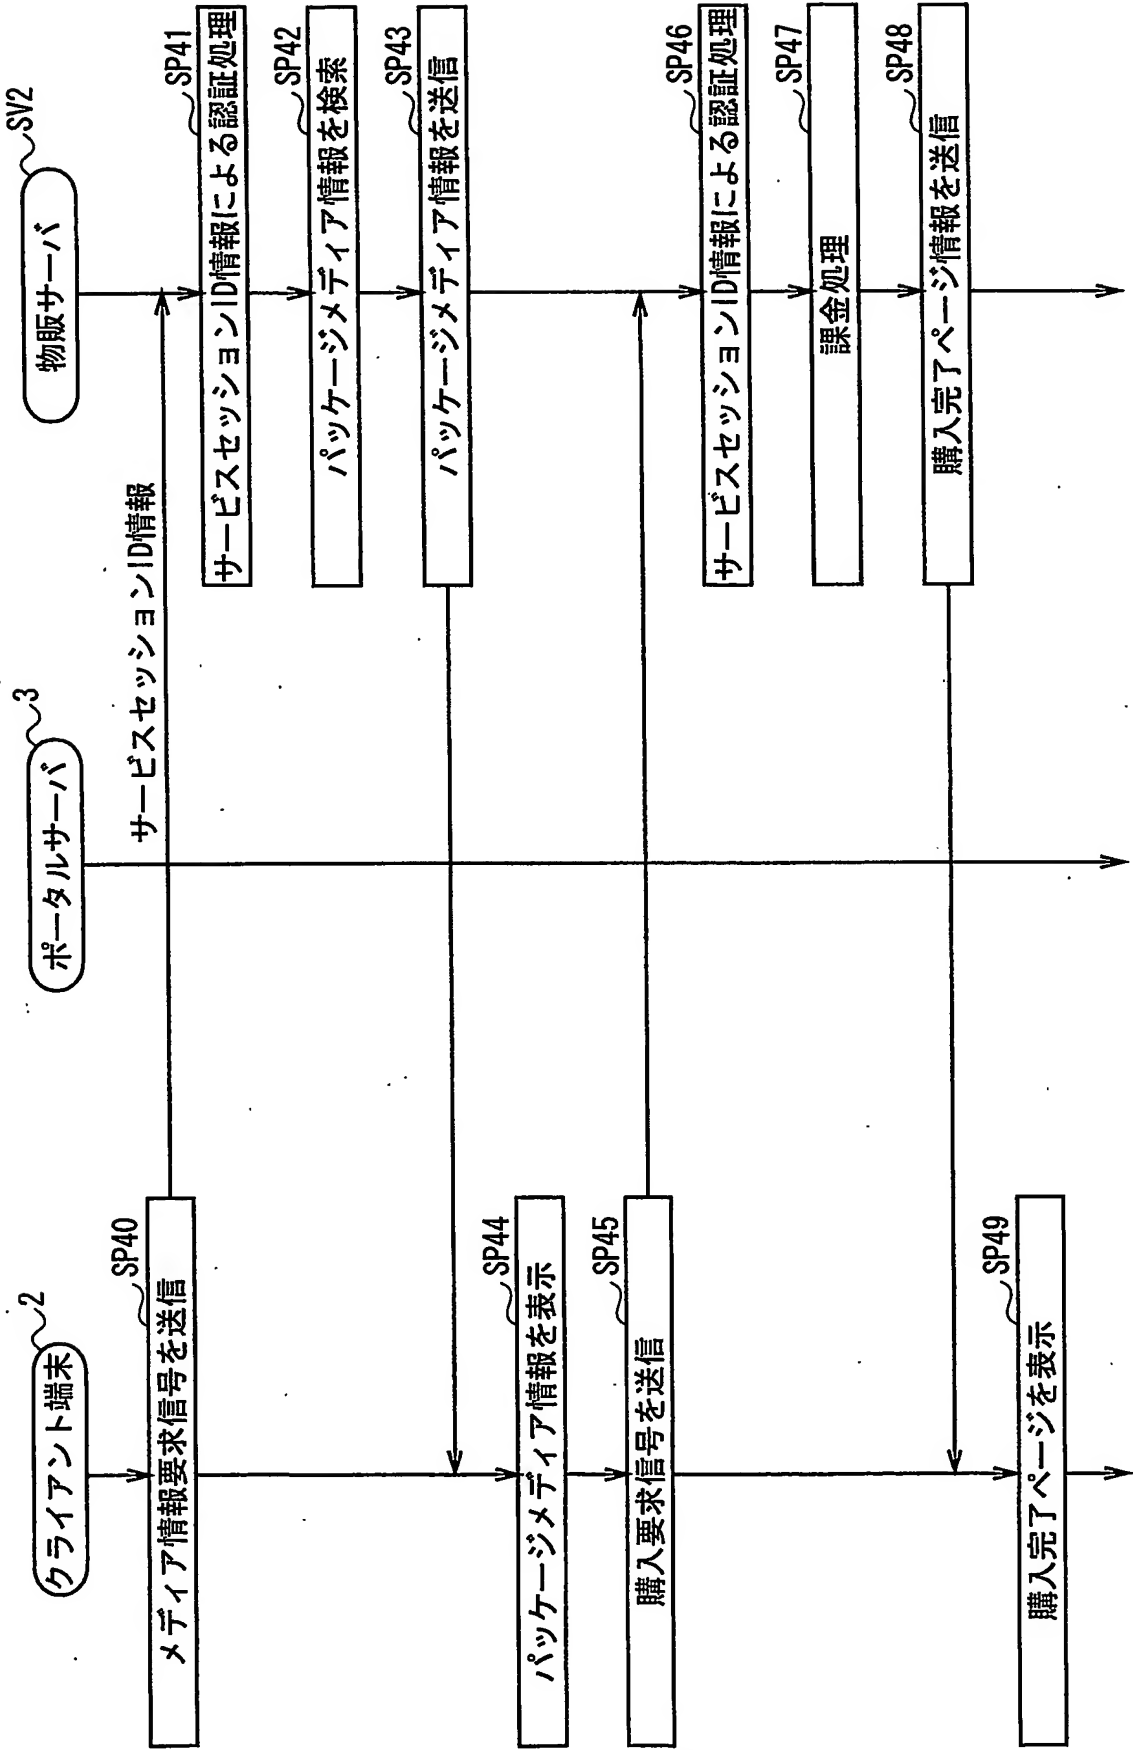 クライアント端末
2
ポータルサーバ
3
物販サーバ
SV2
SP40
メディア情報要求信号を送信
サービスセッションID情報
SP41
サービスセッションID情報による認証処理
SP42
パッケージメディア情報を検索
SP43
パッケージメディア情報を送信
SP44
パッケージメディア情報を表示
SP45
購入要求信号を送信
SP46
サービスセッションID情報による認証処理
SP47
課金処理
SP48
購入完了ページ情報を送信
SP49
購入完了ページを表示